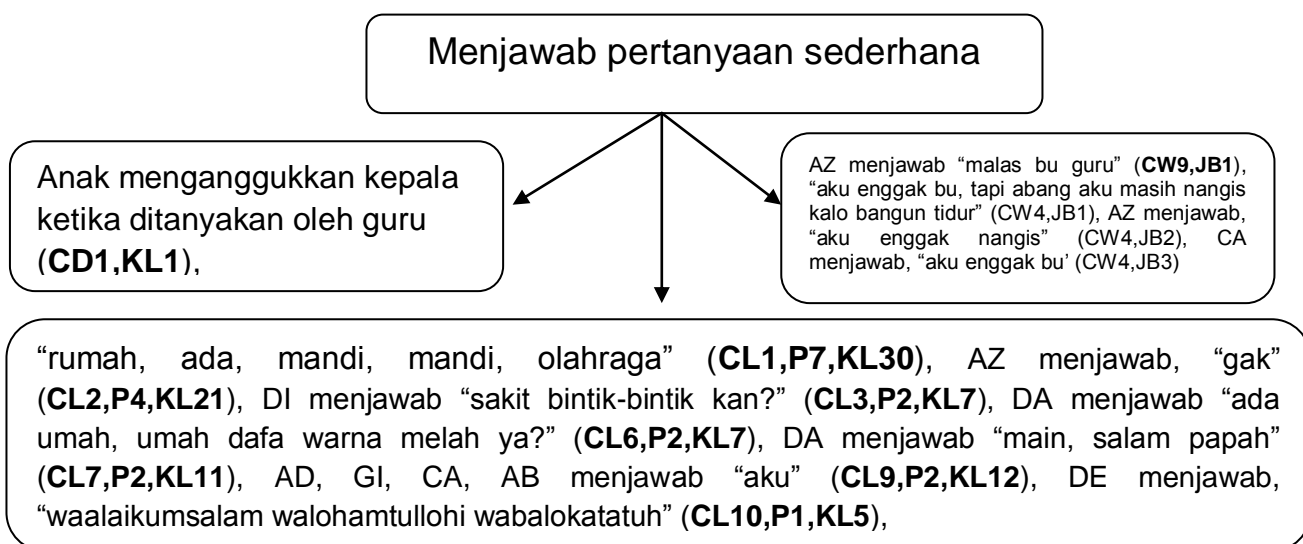 Menjawab pertanyaan sederhana
Anak menganggukkan kepala
ketika ditanyakan oleh guru
(CD1,KL1),
AZ menjawab “malas bu guru” (CW9,JB1),
“aku enggak bu, tapi abang aku masih nangis
kalo bangun tidur” (CW4,JB1), AZ menjawab,
“aku enggak nangis” (CW4,JB2), CA
menjawab, “aku enggak bu‘ (CW4,JB3)
“rumah, ada, mandi, mandi, olahraga” (CL1,P7,KL30), AZ menjawab, “gak”
(CL2,P4,KL21), DI menjawab “sakit bintik-bintik kan?” (CL3,P2,KL7), DA menjawab “ada
umah, umah dafa warna melah ya?” (CL6,P2,KL7), DA menjawab “main, salam papah”
(CL7,P2,KL11), AD, GI, CA, AB menjawab “aku” (CL9,P2,KL12), DE menjawab,
“waalaikumsalam walohamtullohi wabalokatatuh” (CL10,P1,KL5),